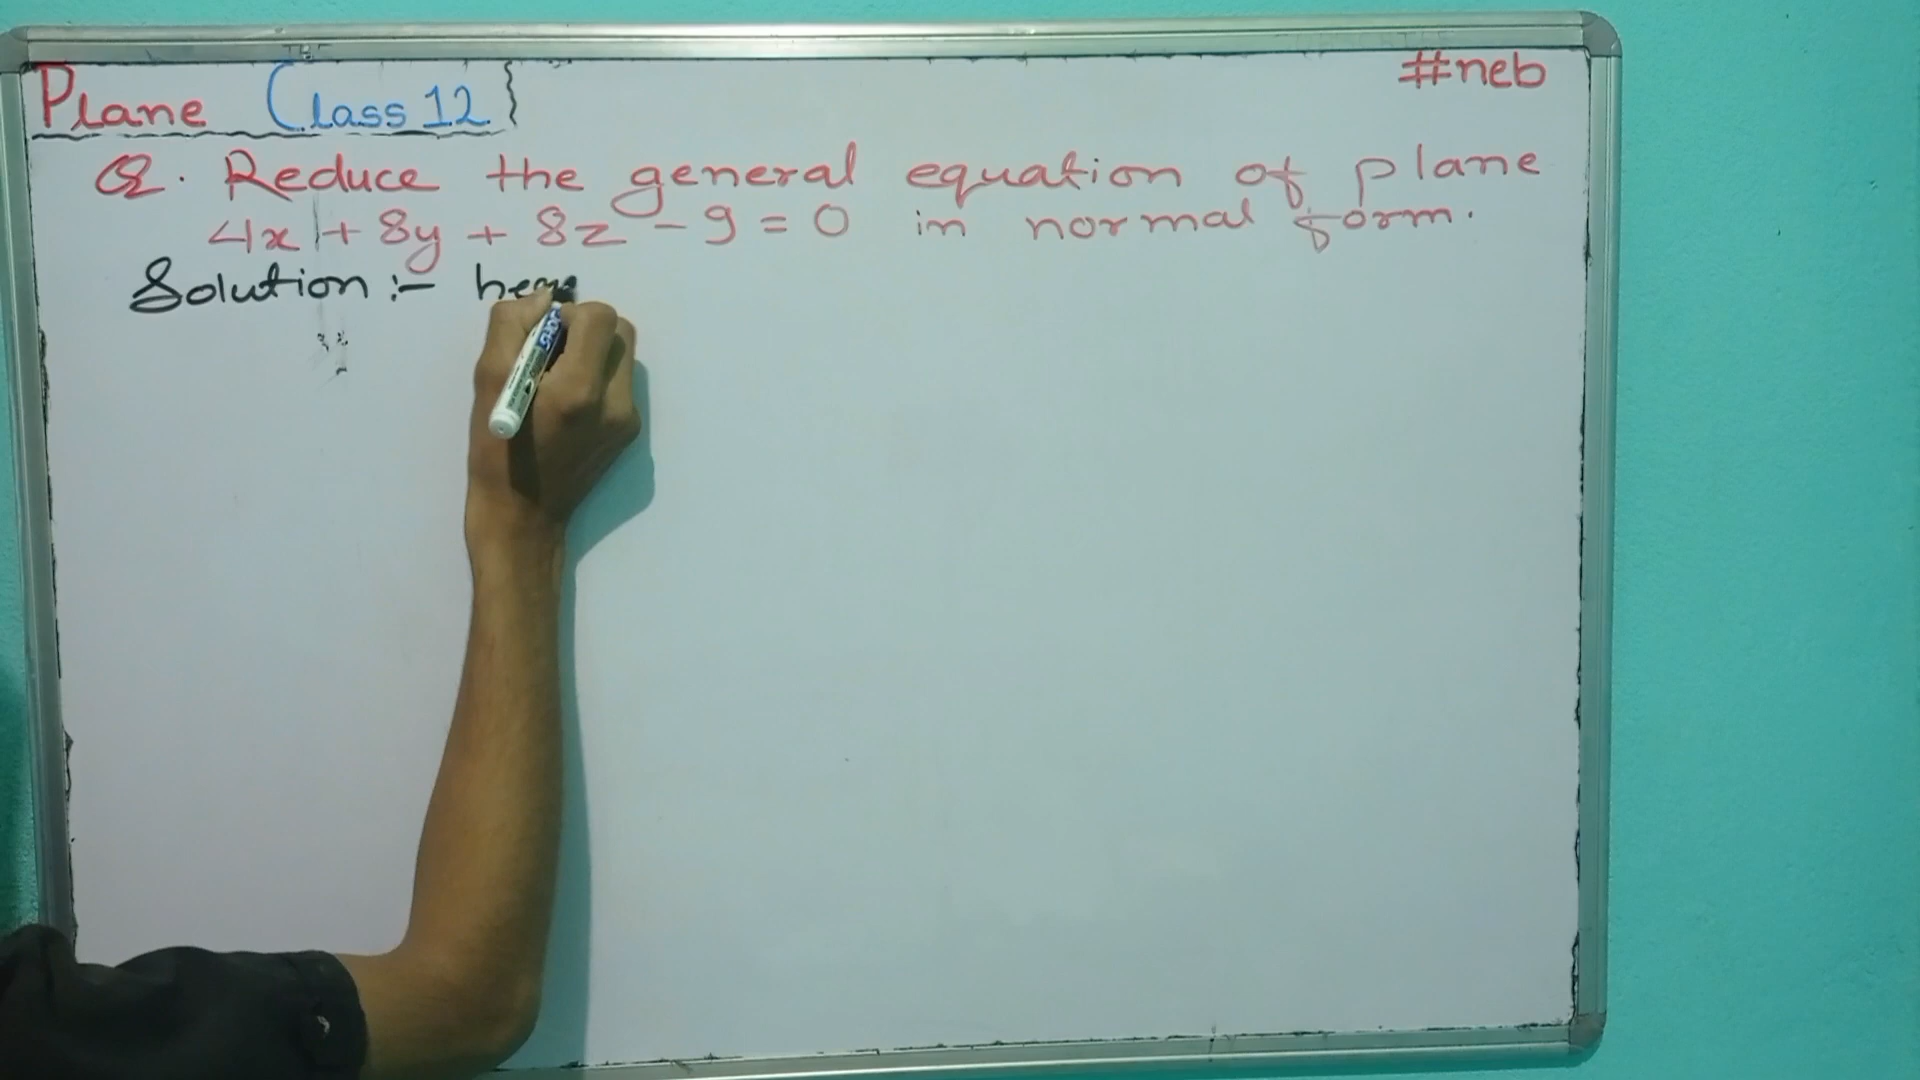 Plane Class 12
#neb
Q. Reduce the general equation of plane
4x + 8y + 8z - 9 = 0 in normal form.
Solution :-